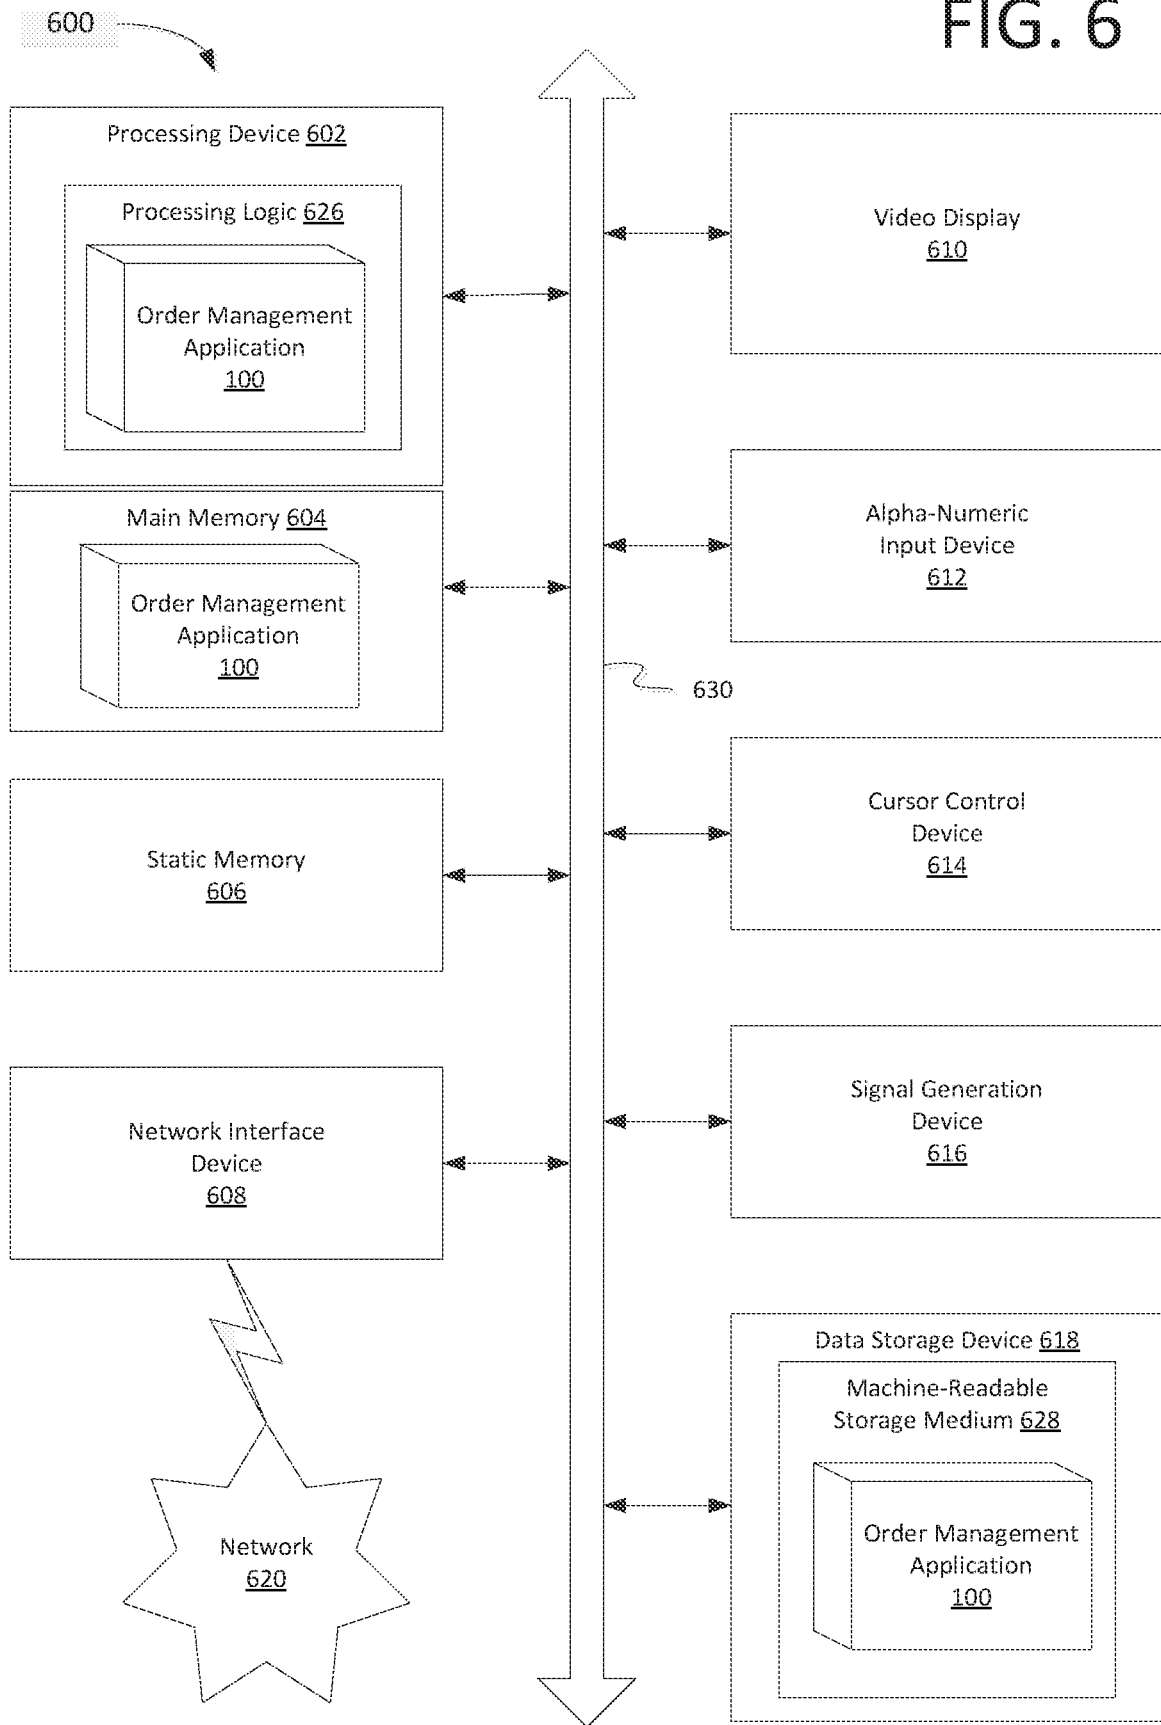 600
FIG. 6
Processing Device 602
Processing Logic 626
Order Management
Application
100
Main Memory 604
Order Management
Application
100
Static Memory
606
Network Interface
Device
608
Network
620
630
Video Display
610
Alpha-Numeric
Input Device
612
Cursor Control
Device
614
Signal Generation
Device
616
Data Storage Device 618
Machine-Readable
Storage Medium 628
Order Management
Application
100